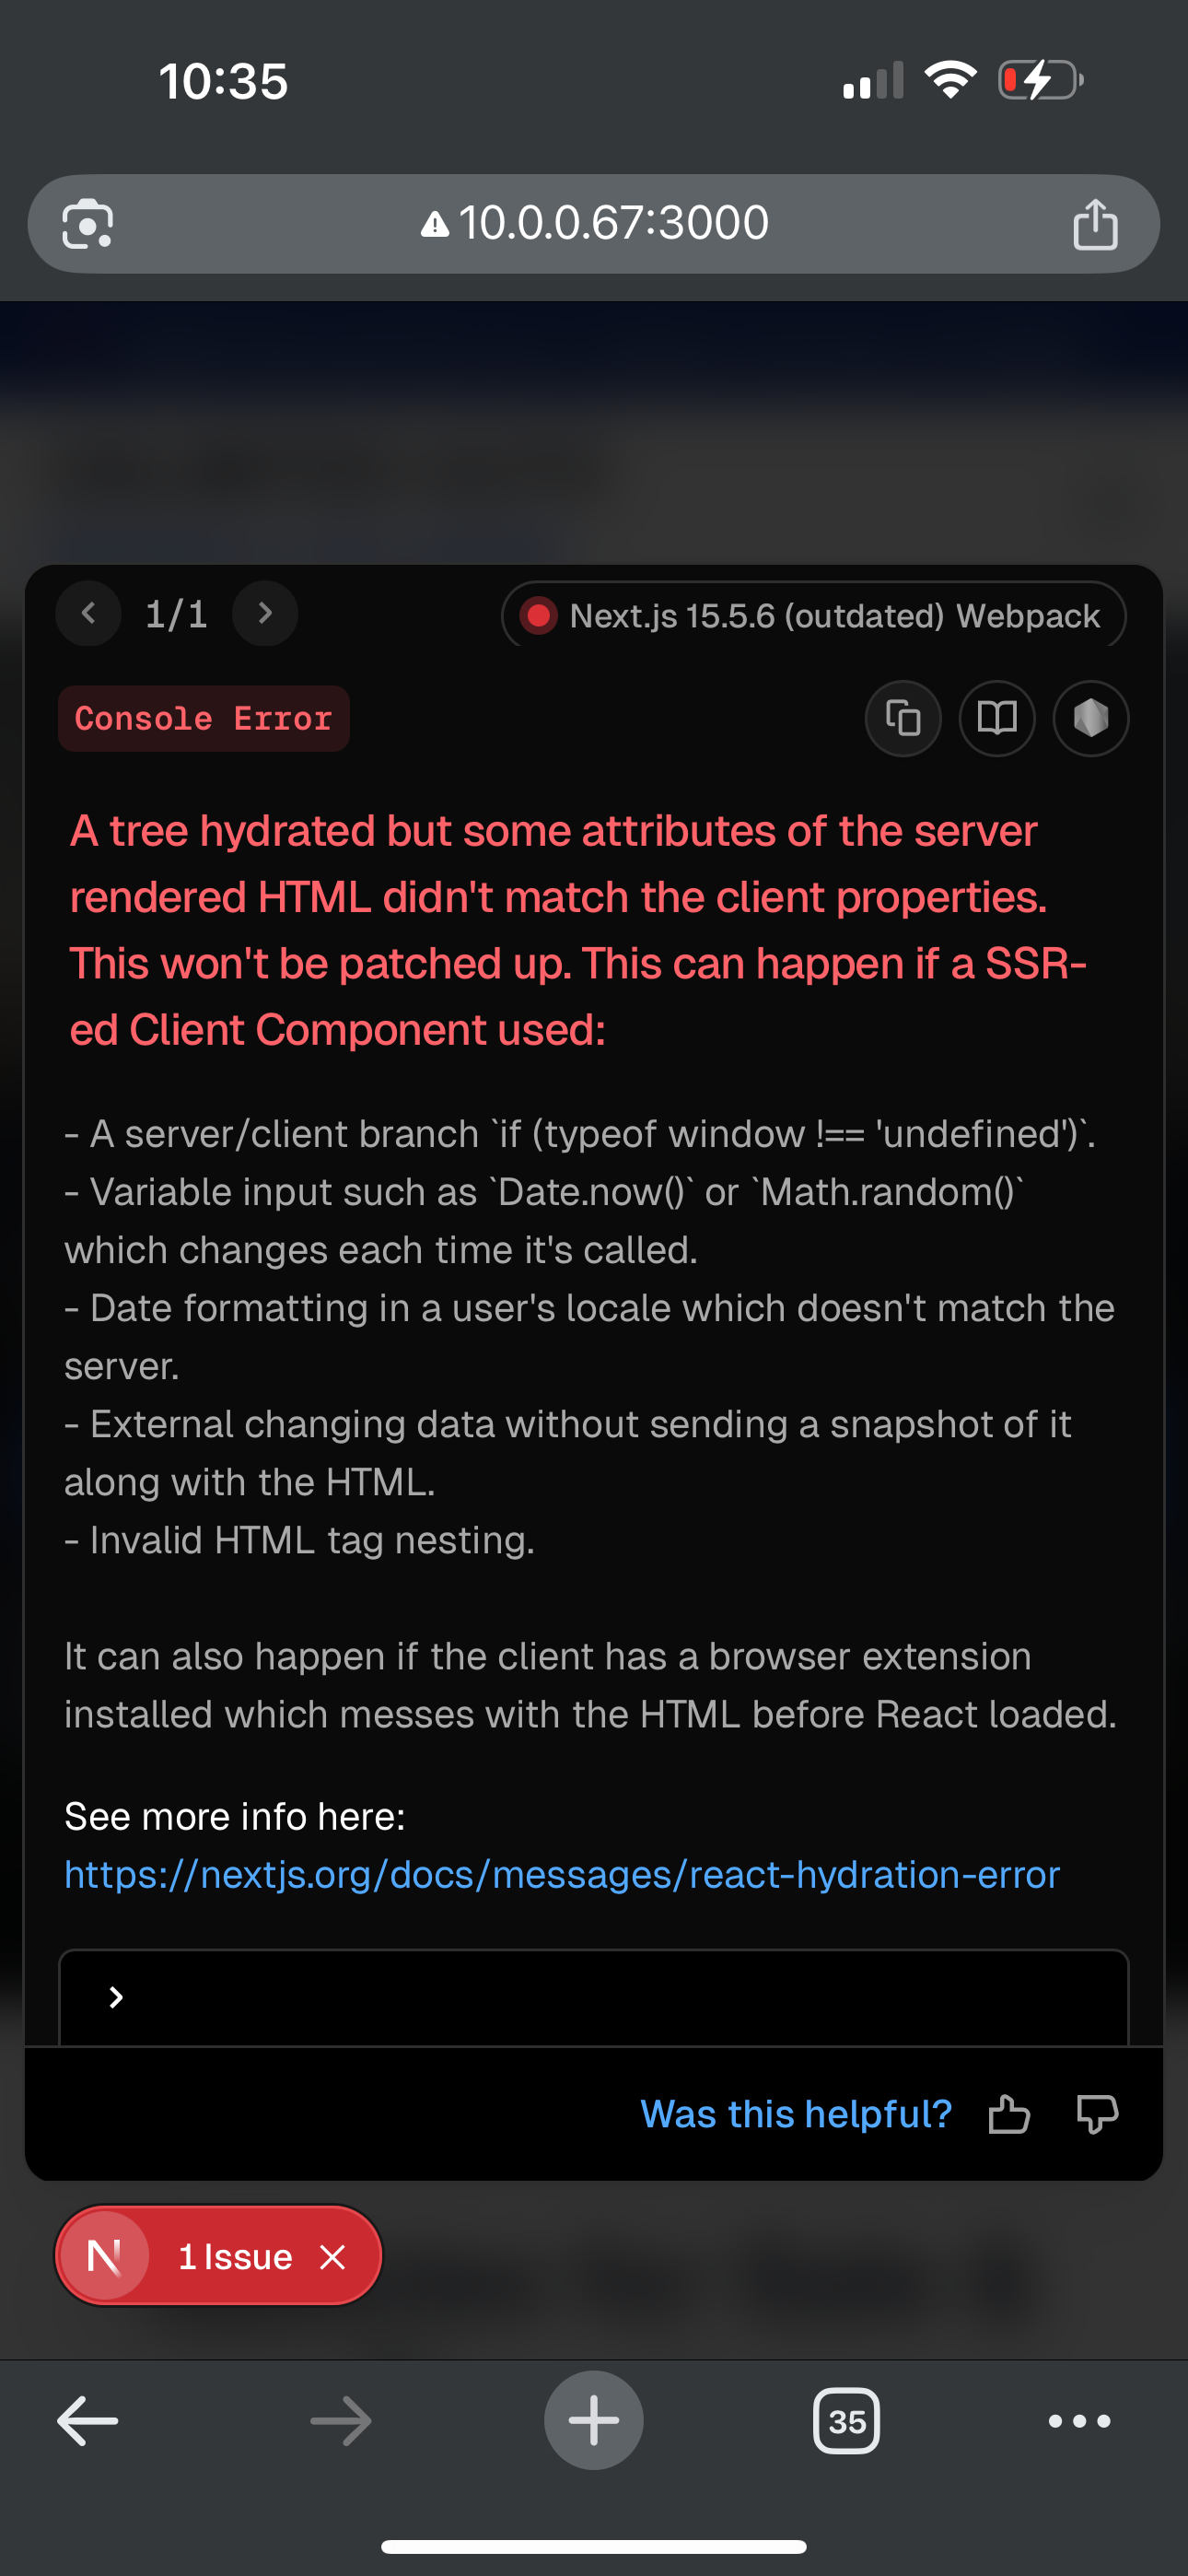 10:35
10.0.0.67:3000
1/1
Next.js 15.5.6 (outdated) Webpack
Console Error
A tree hydrated but some attributes of the server
rendered HTML didn't match the client properties.
This won't be patched up. This can happen if a SSR-
ed Client Component used:
- A server/client branch `if (typeof window !== 'undefined')`.
- Variable input such as `Date.now()` or `Math.random()`
which changes each time it's called.
- Date formatting in a user's locale which doesn't match the
server.
- External changing data without sending a snapshot of it
along with the HTML.
- Invalid HTML tag nesting.
It can also happen if the client has a browser extension
installed which messes with the HTML before React loaded.
See more info here:
https://nextjs.org/docs/messages/react-hydration-error
Was this helpful?
N 1 Issue
35